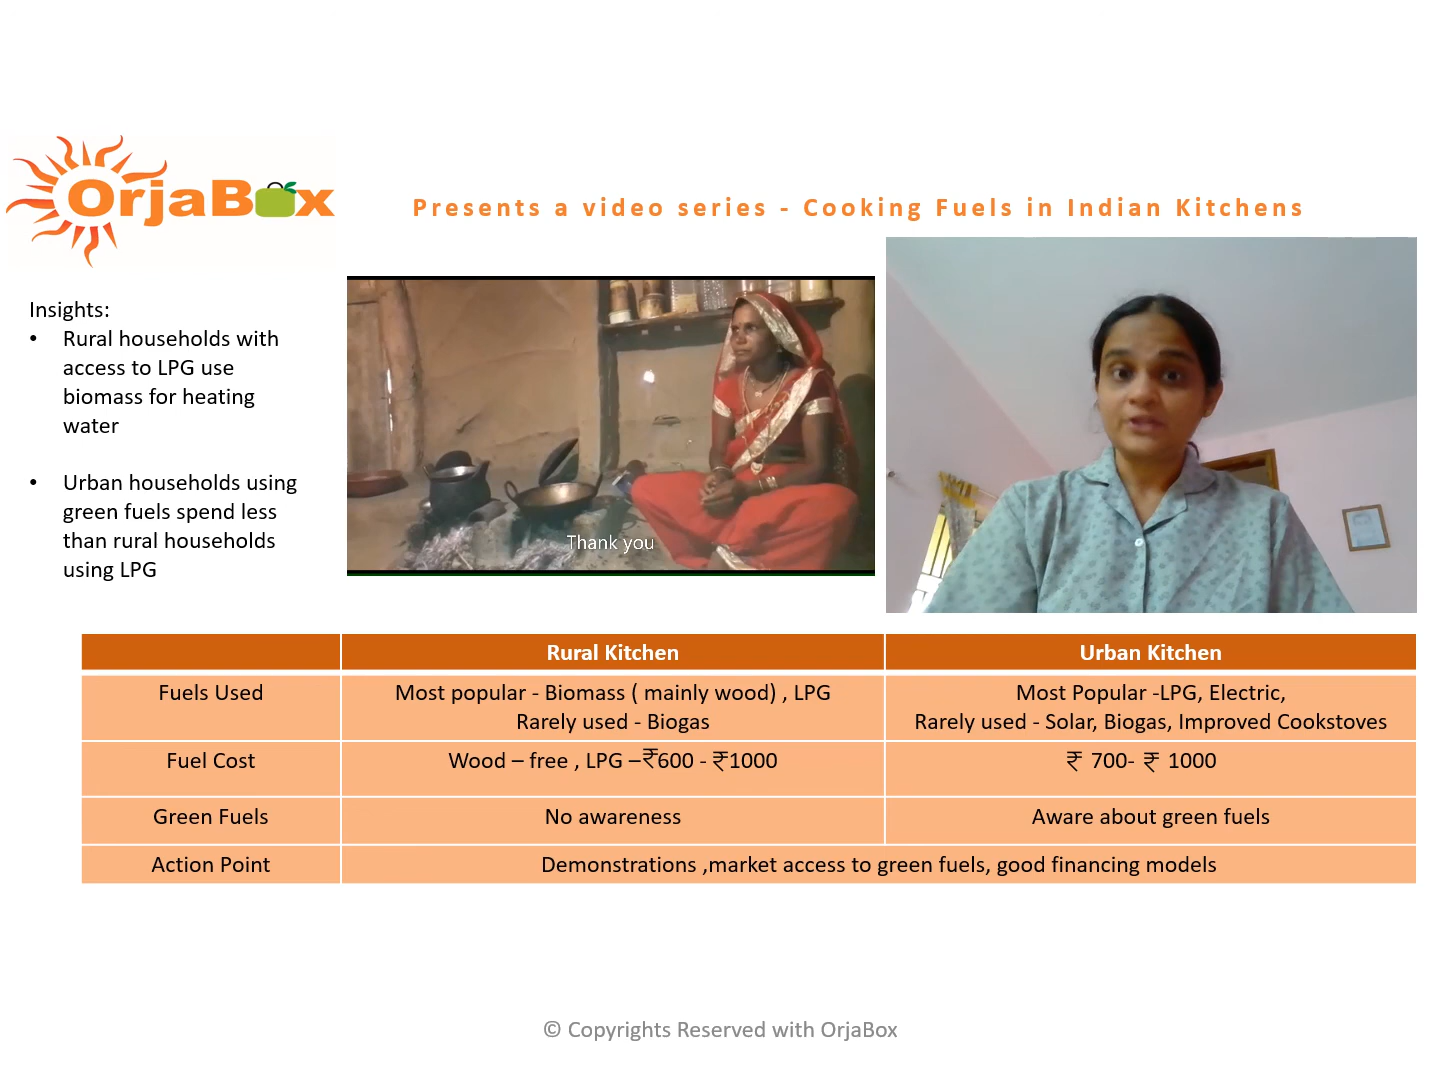 OrjaBox
Presents a video series - Cooking Fuels in Indian Kitchens
Insights:
• Rural households with
access to LPG use
biomass for heating
water
• Urban households using
green fuels spend less
than rural households
using LPG
Thank you
Rural Kitchen Urban Kitchen
Fuels Used Most popular - Biomass ( mainly wood) , LPG Most Popular -LPG, Electric,
Rarely used - Biogas Rarely used - Solar, Biogas, Improved Cookstoves
Fuel Cost Wood – free , LPG –₹600 - ₹1000 ₹ 700- ₹ 1000
Green Fuels No awareness Aware about green fuels
Action Point Demonstrations ,market access to green fuels, good financing models
© Copyrights Reserved with OrjaBox